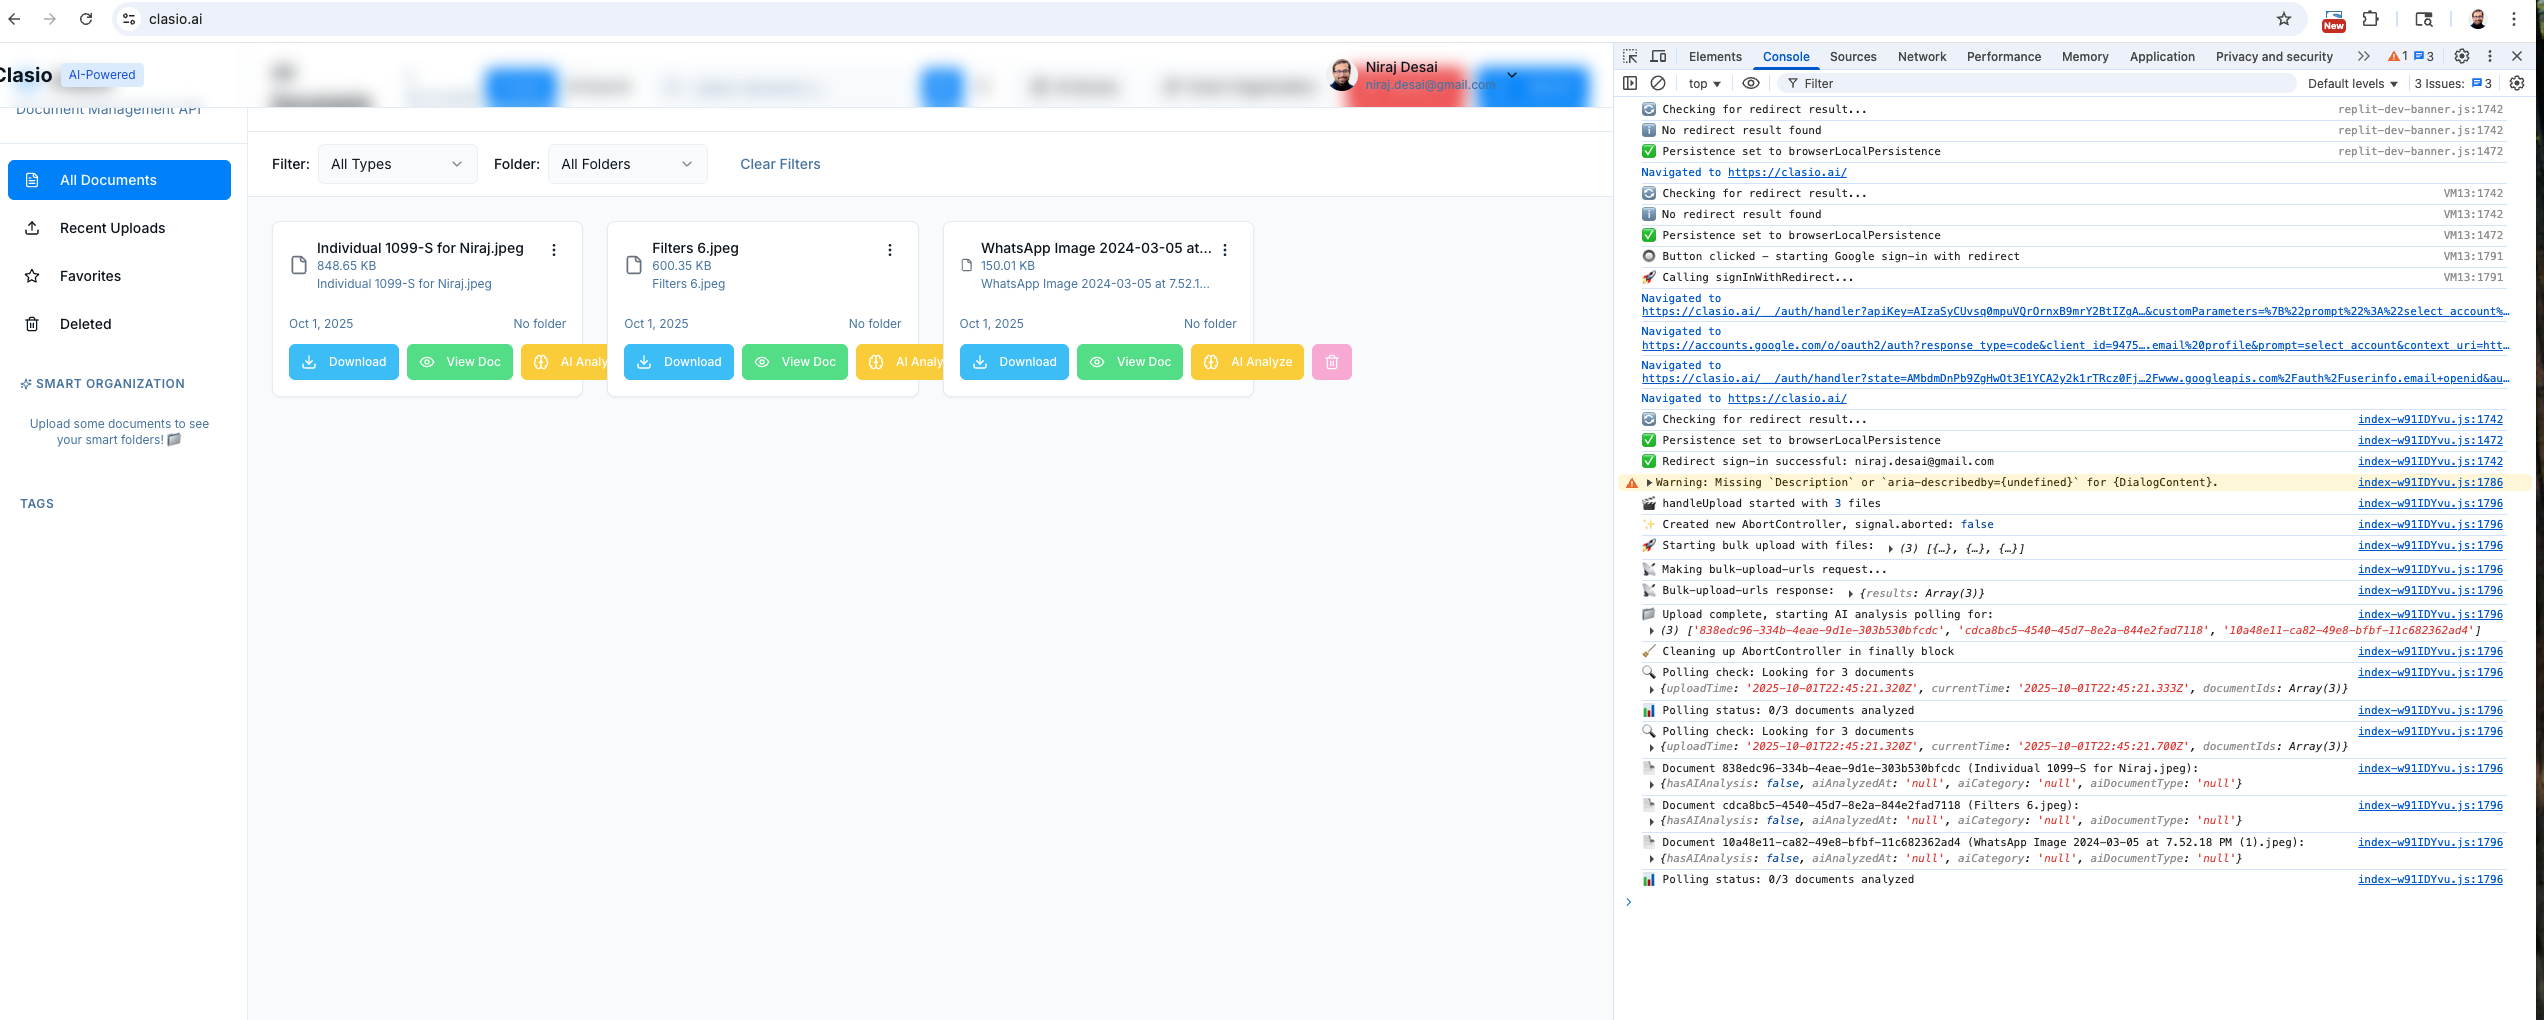 clasio.ai
New
Clasio
AI-Powered
Niraj Desai
niraj.desai@gmail.com
Document Management API
All Documents
Recent Uploads
Favorites
Deleted
SMART ORGANIZATION
Upload some documents to see
your smart folders!
TAGS
Filter:
All Types
Folder:
All Folders
Clear Filters
Individual 1099-S for Niraj.jpeg
848.65 KB
Individual 1099-S for Niraj.jpeg
Oct 1, 2025
No folder
Download
View Doc
AI Analy
Filters 6.jpeg
600.35 KB
Filters 6.jpeg
Oct 1, 2025
No folder
Download
View Doc
AI Analy
WhatsApp Image 2024-03-05 at...
150.01 KB
WhatsApp Image 2024-03-05 at 7.52.1...
Oct 1, 2025
No folder
Download
View Doc
AI Analyze
Elements Console Sources Network Performance Memory Application Privacy and security 1 3
top Filter Default levels 3 Issues: 3
Checking for redirect result... replit-dev-banner.js:1742
No redirect result found replit-dev-banner.js:1742
Persistence set to browserLocalPersistence replit-dev-banner.js:1472
Navigated to https://clasio.ai/
Checking for redirect result... VM13:1742
No redirect result found VM13:1742
Persistence set to browserLocalPersistence VM13:1472
Button clicked - starting Google sign-in with redirect VM13:1791
Calling signInWithRedirect... VM13:1791
Navigated to
https://clasio.ai/__/auth/handler?apiKey=AIzaSyCUvsq0mpuVQrOrnxB9mrY2BtIZgA…&customParameters=%7B%22prompt%22%3A%22select_account%…
Navigated to
https://accounts.google.com/o/oauth2/auth?response_type=code&client_id=9475….email%20profile&prompt=select_account&context_uri=htt…
Navigated to
https://clasio.ai/__/auth/handler?state=AMbdmDnPb9ZgHwOt3E1YCA2y2k1rTRcz0Fj…2Fwww.googleapis.com%2Fauth%2Fuserinfo.email+openid&au…
Navigated to https://clasio.ai/
Checking for redirect result... index-w91IDYvu.js:1742
Persistence set to browserLocalPersistence index-w91IDYvu.js:1472
Redirect sign-in successful: niraj.desai@gmail.com index-w91IDYvu.js:1742
Warning: Missing `Description` or `aria-describedby={undefined}` for {DialogContent}. index-w91IDYvu.js:1786
handleUpload started with 3 files index-w91IDYvu.js:1796
Created new AbortController, signal.aborted: false index-w91IDYvu.js:1796
Starting bulk upload with files: (3) [{…}, {…}, {…}] index-w91IDYvu.js:1796
Making bulk-upload-urls request... index-w91IDYvu.js:1796
Bulk-upload-urls response: {results: Array(3)} index-w91IDYvu.js:1796
Upload complete, starting AI analysis polling for: index-w91IDYvu.js:1796
(3) ['838edc96-334b-4eae-9d1e-303b530bfcdc', 'cdca8bc5-4540-45d7-8e2a-844e2fad7118', '10a48e11-ca82-49e8-bfbf-11c682362ad4']
Cleaning up AbortController in finally block index-w91IDYvu.js:1796
Polling check: Looking for 3 documents index-w91IDYvu.js:1796
{uploadTime: '2025-10-01T22:45:21.320Z', currentTime: '2025-10-01T22:45:21.333Z', documentIds: Array(3)}
Polling status: 0/3 documents analyzed index-w91IDYvu.js:1796
Polling check: Looking for 3 documents index-w91IDYvu.js:1796
{uploadTime: '2025-10-01T22:45:21.320Z', currentTime: '2025-10-01T22:45:21.700Z', documentIds: Array(3)}
Document 838edc96-334b-4eae-9d1e-303b530bfcdc (Individual 1099-S for Niraj.jpeg): index-w91IDYvu.js:1796
{hasAIAnalysis: false, aiAnalyzedAt: 'null', aiCategory: 'null', aiDocumentType: 'null'}
Document cdca8bc5-4540-45d7-8e2a-844e2fad7118 (Filters 6.jpeg): index-w91IDYvu.js:1796
{hasAIAnalysis: false, aiAnalyzedAt: 'null', aiCategory: 'null', aiDocumentType: 'null'}
Document 10a48e11-ca82-49e8-bfbf-11c682362ad4 (WhatsApp Image 2024-03-05 at 7.52.18 PM (1).jpeg): index-w91IDYvu.js:1796
{hasAIAnalysis: false, aiAnalyzedAt: 'null', aiCategory: 'null', aiDocumentType: 'null'}
Polling status: 0/3 documents analyzed index-w91IDYvu.js:1796